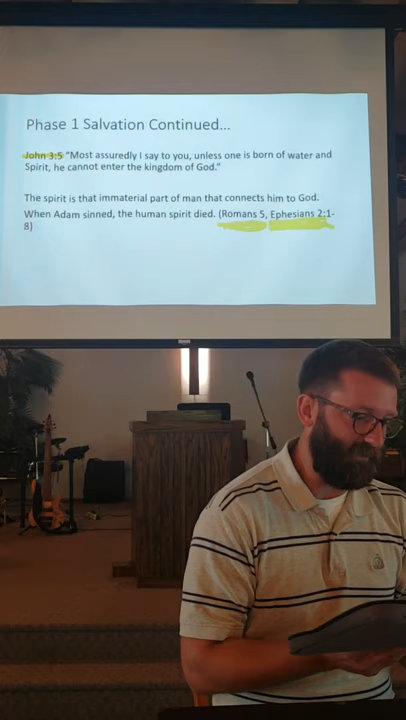 Phase 1 Salvation Continued...
John 3:5 "Most assuredly I say to you, unless one is born of water and
Spirit, he cannot enter the kingdom of God."
The spirit is that immaterial part of man that connects him to God.
When Adam sinned, the human spirit died. (Romans 5, Ephesians 2:1-
8)